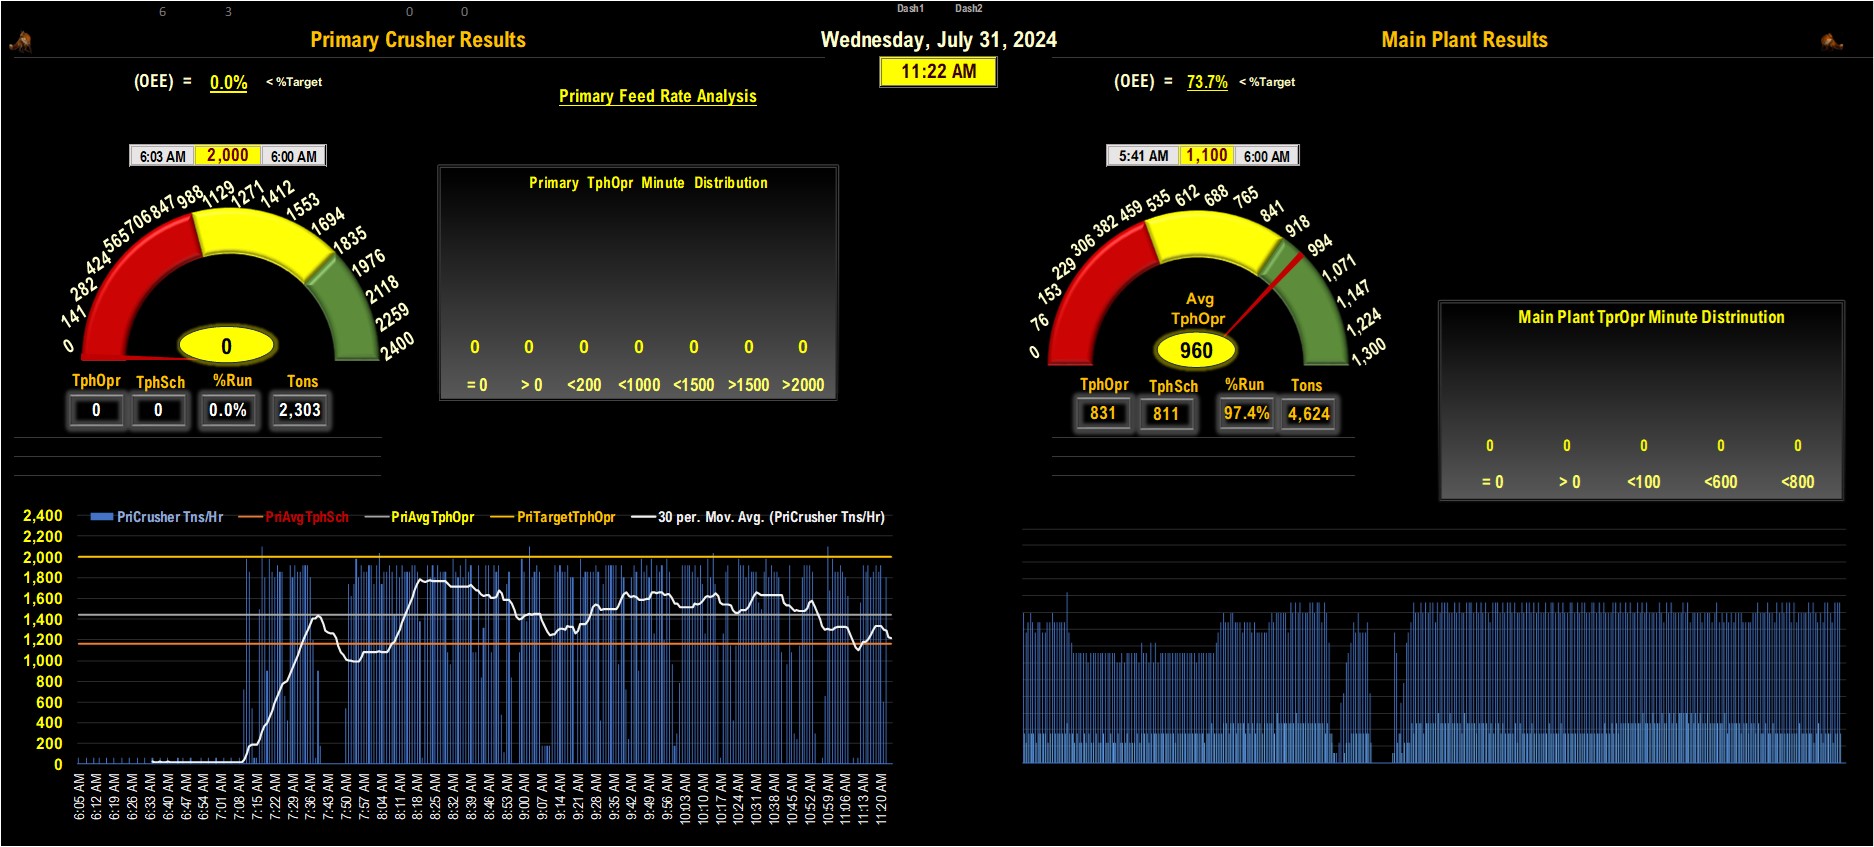 6 3 0 0 Dash1 Dash2
Primary Crusher Results Wednesday, July 31, 2024 Main Plant Results
11:22 AM
(OEE) = 0.0% < %Target
Primary Feed Rate Analysis
(OEE) = 73.7% < %Target
6:03 AM 2,000 6:00 AM
0 141 282 424 565 706 847 988 1129 1271 1412 1553 1694 1835 1976 2118 2259 2400
0
TphOpr TphSch %Run Tons
0 0 0.0% 2,303
Primary TphOpr Minute Distribution
0 0 0 0 0 0 0
= 0 > 0 <200 <1000 <1500 >1500 >2000
5:41 AM 1,100 6:00 AM
0 76 153 229 306 382 459 535 612 688 765 841 918 994 1,071 1,147 1,224 1,300
Avg
TphOpr
960
TphOpr TphSch %Run Tons
831 811 97.4% 4,624
Main Plant TprOpr Minute Distrinution
0 0 0 0 0
= 0 > 0 <100 <600 <800
PriCrusher Tns/Hr PriAvgTphSch PriAvgTphOpr PriTargetTphOpr 30 per. Mov. Avg. (PriCrusher Tns/Hr)
2,400
2,200
2,000
1,800
1,600
1,400
1,200
1,000
800
600
400
200
0
6:05 AM 6:12 AM 6:19 AM 6:26 AM 6:33 AM 6:40 AM 6:47 AM 6:54 AM 7:01 AM 7:08 AM 7:15 AM 7:22 AM 7:29 AM 7:36 AM 7:43 AM 7:50 AM 7:57 AM 8:04 AM 8:11 AM 8:18 AM 8:25 AM 8:32 AM 8:39 AM 8:46 AM 8:53 AM 9:00 AM 9:07 AM 9:14 AM 9:21 AM 9:28 AM 9:35 AM 9:42 AM 9:49 AM 9:56 AM 10:03 AM 10:10 AM 10:17 AM 10:24 AM 10:31 AM 10:38 AM 10:45 AM 10:52 AM 10:59 AM 11:06 AM 11:13 AM 11:20 AM